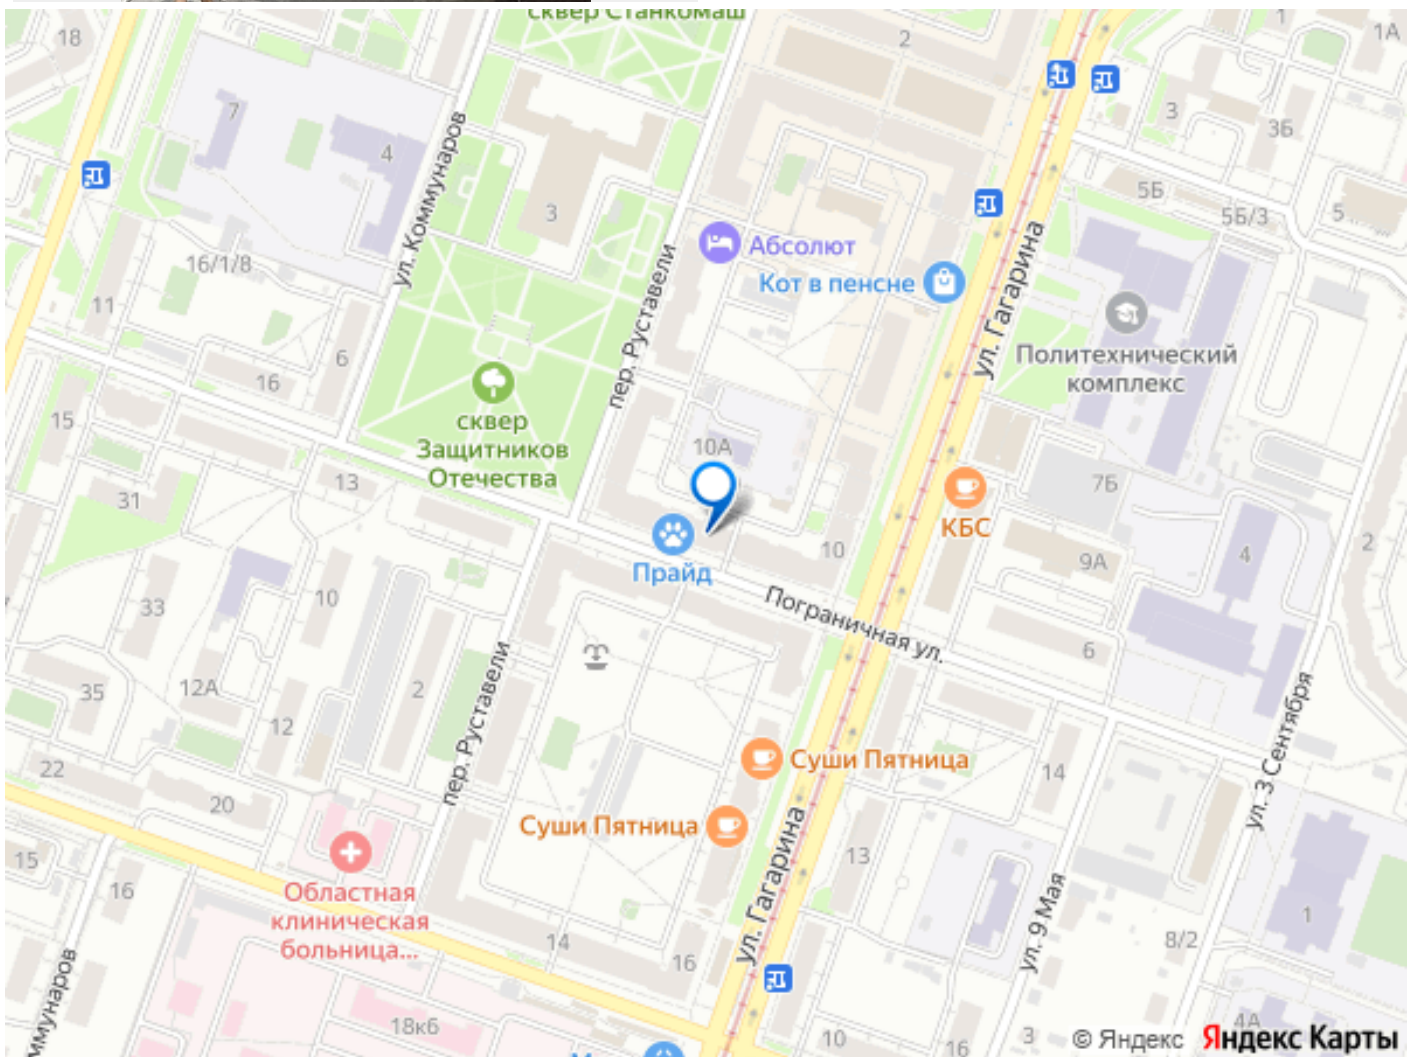 сквер Станкомаш
18
2
1
1А
7
4
3
3Б
ул. Коммунаров
3
5Б
5Б/3
5
16/1/8
Абсолют
Кот в пенсне
ул. Гагарина
11
6
16
пер. Руставели
Политехнический
комплекс
15
сквер
Защитников
Отечества
10А
13
31
7Б
КБС
Прайд
10
9А
4
2
33
10
Пограничная ул.
6
35
12А
12
2
пер. Руставели
22
20
Суши Пятница
14
ул. 3 Сентября
Суши Пятница
15
16
13
Областная
клиническая
больница...
ул. Гагарина
ул. 9 Мая
1
14
16
8/2
18к6
10
3
16
4А
© Яндекс
Яндекс Карты